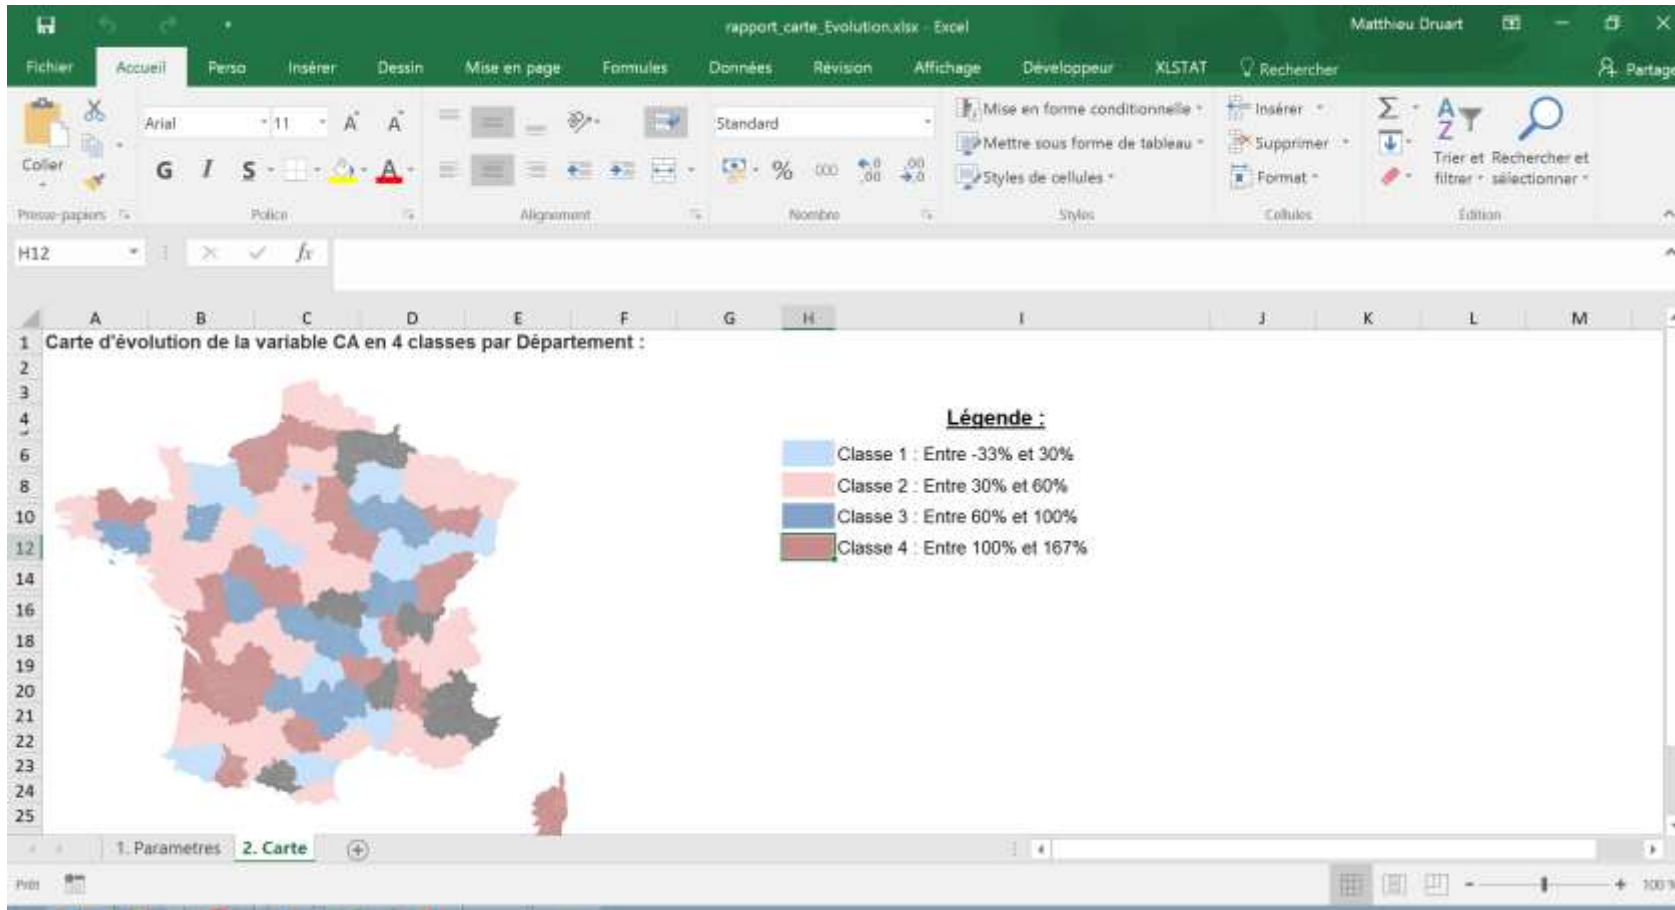 rapport_carte_Evolution.xlsx - Excel
Matthieu Druart
Fichier Accueil Perso Insérer Dessin Mise en page Formules Données Révision Affichage Développeur XLSTAT Rechercher Partage
Arial 11 A A Standard Mise en forme conditionnelle Insérer Σ A Z
Mettre sous forme de tableau Supprimer
Coller G I S A % 000 Styles de cellules Format Trier et filtrer Rechercher et sélectionner
Presse-papiers Police Alignement Nombre Styles Cellules Édition
H12 fx
A B C D E F G H I J K L M
1 Carte d'évolution de la variable CA en 4 classes par Département :
2
3
4 Légende :
6 Classe 1 : Entre -33% et 30%
8 Classe 2 : Entre 30% et 60%
10 Classe 3 : Entre 60% et 100%
12 Classe 4 : Entre 100% et 167%
14
16
18
19
20
21
22
23
24
25
1. Parametres 2. Carte
Prêt 100 %